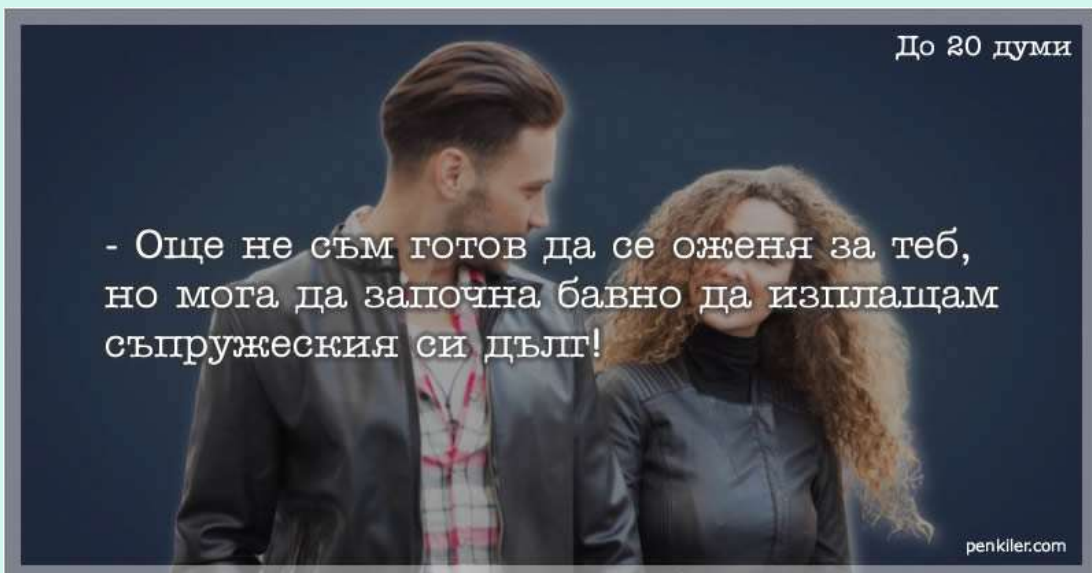 До 20 думи
- Още не съм готов да се оженя за теб,
но мога да започна бавно да изплащам
съпружеския си дълг!
penkiler.com